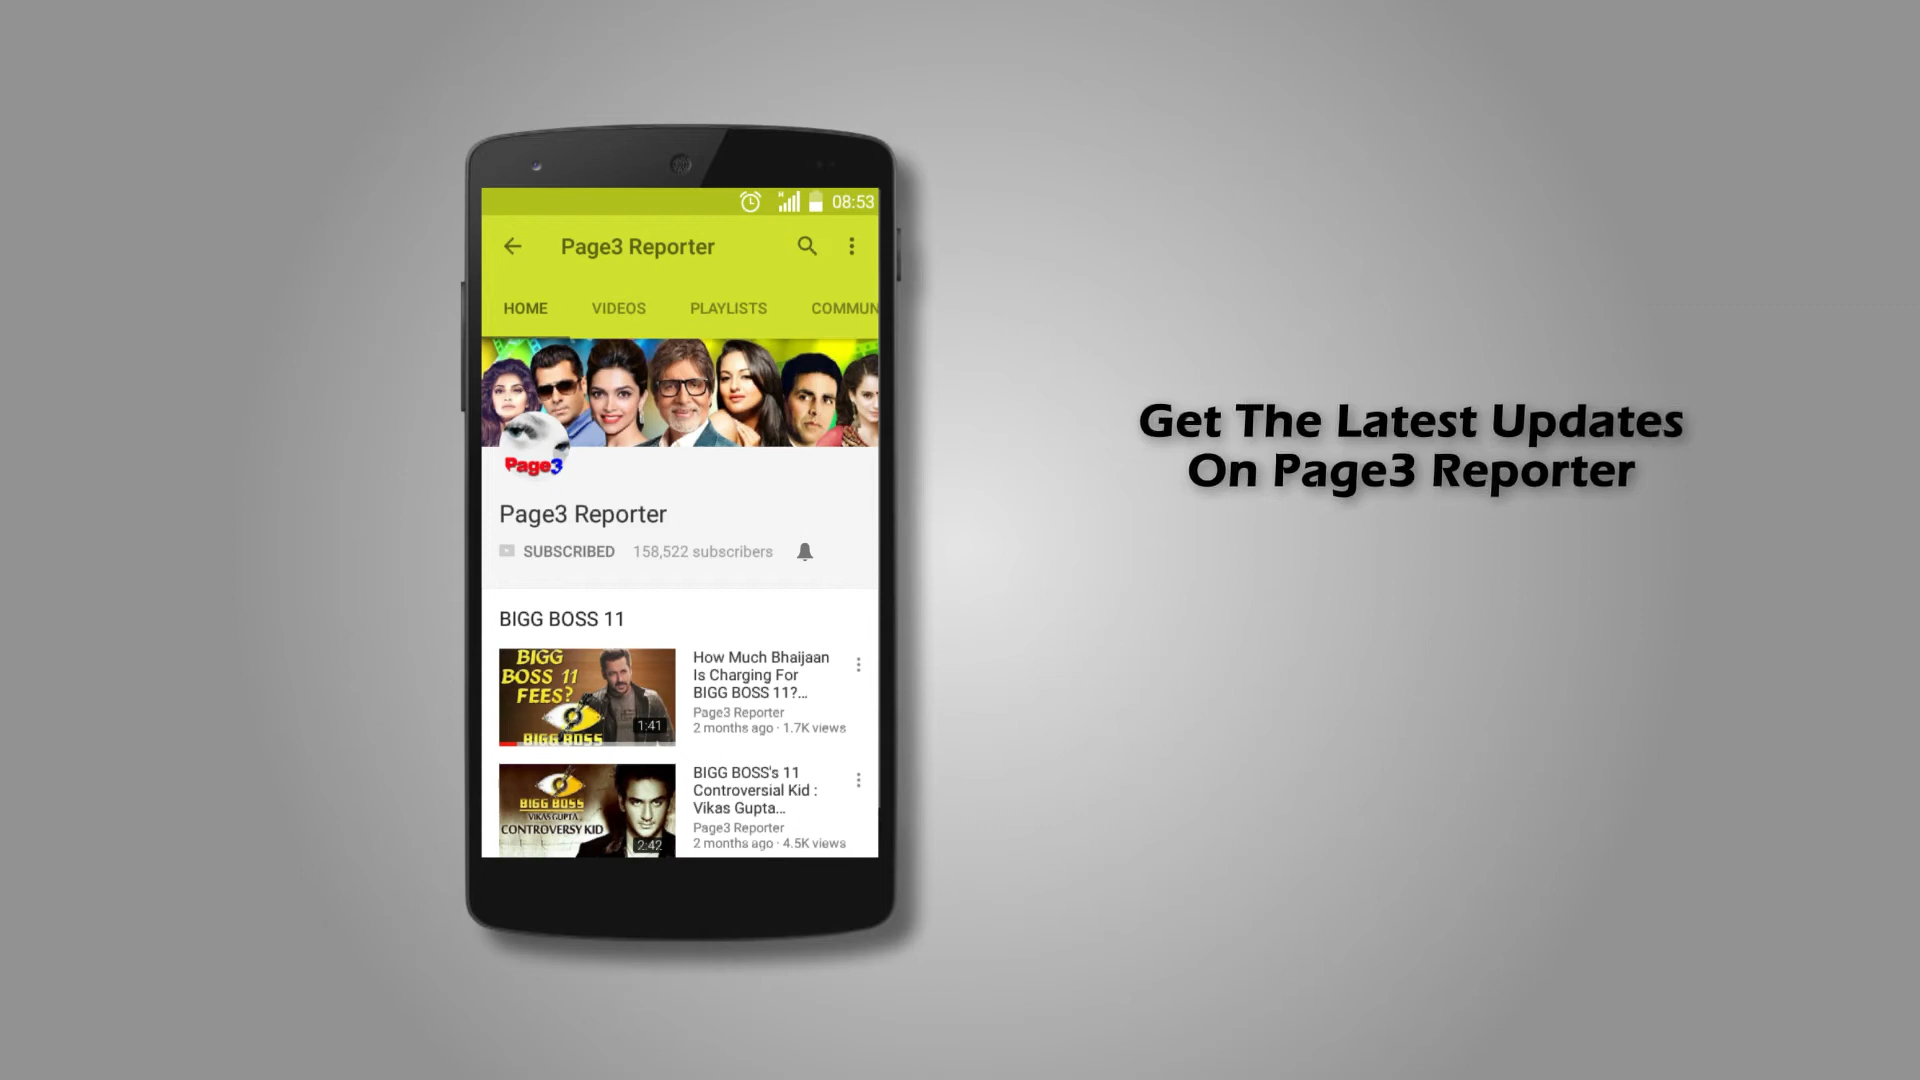 08:53
Page3 Reporter
HOME VIDEOS PLAYLISTS COMMUN
Page3
Page3 Reporter
SUBSCRIBED 158,522 subscribers
BIGG BOSS 11
BIGG
BOSS 11
FEES?
BIGG BOSS
1:41
How Much Bhaijaan
Is Charging For
BIGG BOSS 11?...
Page3 Reporter
2 months ago · 1.7K views
BIGG BOSS
VIKAS GUPTA
CONTROVERSY KID
2:42
BIGG BOSS's 11
Controversial Kid :
Vikas Gupta...
Page3 Reporter
2 months ago · 4.5K views
Get The Latest Updates
On Page3 Reporter